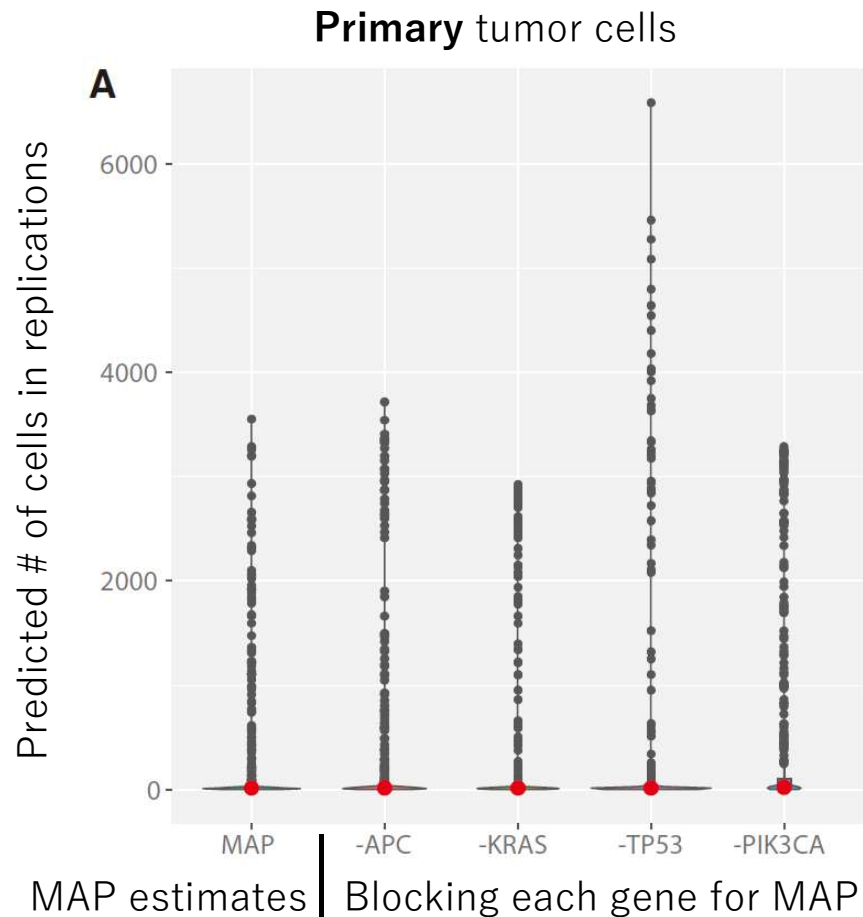 Primary tumor cells
A
Predicted # of cells in replications
6000
4000
2000
0
MAP -APC -KRAS -TP53 -PIK3CA
MAP estimates Blocking each gene for MAP